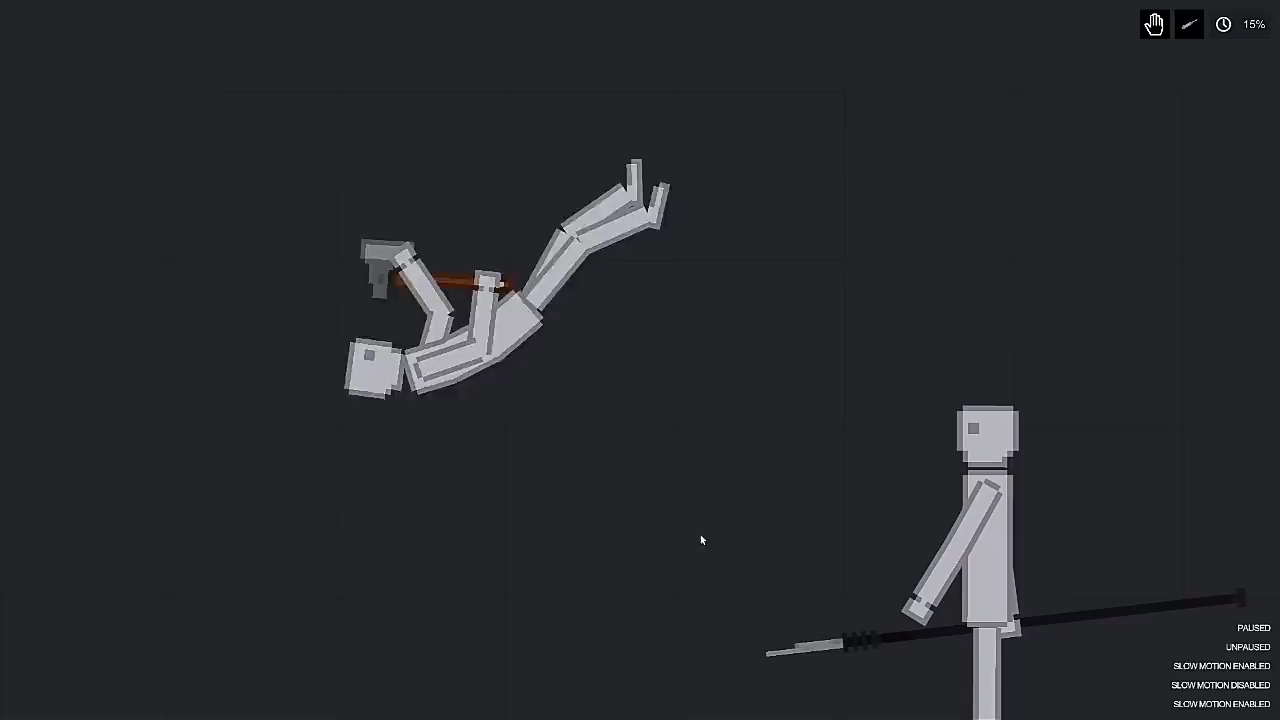 15%
PAUSED
UNPAUSED
SLOW MOTION ENABLED
SLOW MOTION DISABLED
SLOW MOTION ENABLED